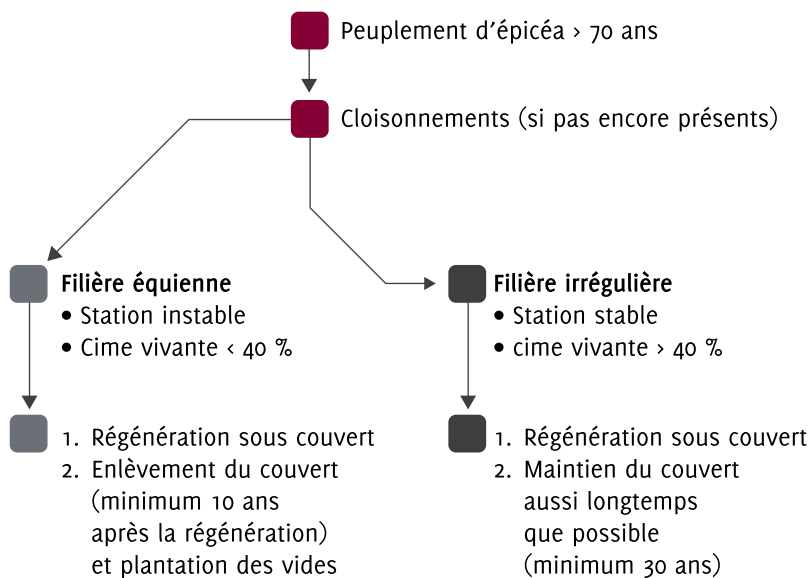 Peuplement d'épicéa > 70 ans
Cloisonnements (si pas encore présents)
Filière équienne
• Station instable
• Cime vivante < 40 %
1. Régénération sous couvert
2. Enlèvement du couvert
(minimum 10 ans
après la régénération)
et plantation des vides
Filière irrégulière
• Station stable
• cime vivante > 40 %
1. Régénération sous couvert
2. Maintien du couvert
aussi longtemps
que possible
(minimum 30 ans)